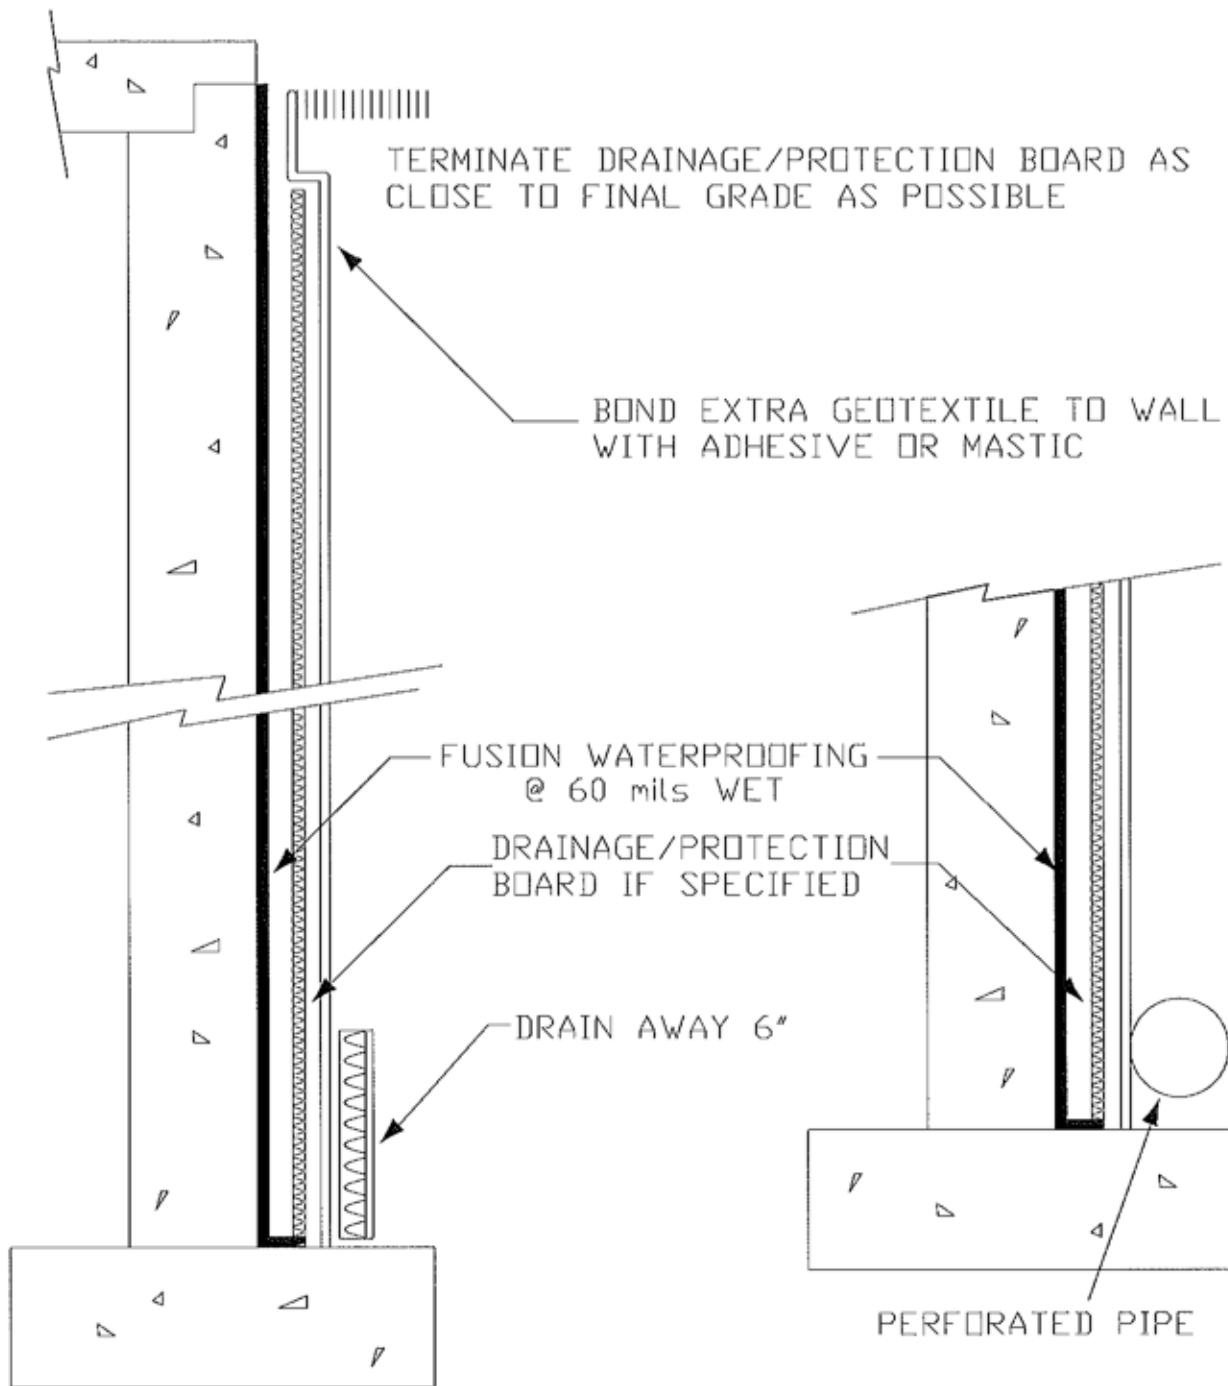 TERMINATE DRAINAGE/PROTECTION BOARD AS
CLOSE TO FINAL GRADE AS POSSIBLE
BOND EXTRA GEOTEXTILE TO WALL
WITH ADHESIVE OR MASTIC
FUSION WATERPROOFING
@ 60 mils WET
DRAINAGE/PROTECTION
BOARD IF SPECIFIED
DRAIN AWAY 6"
PERFORATED PIPE